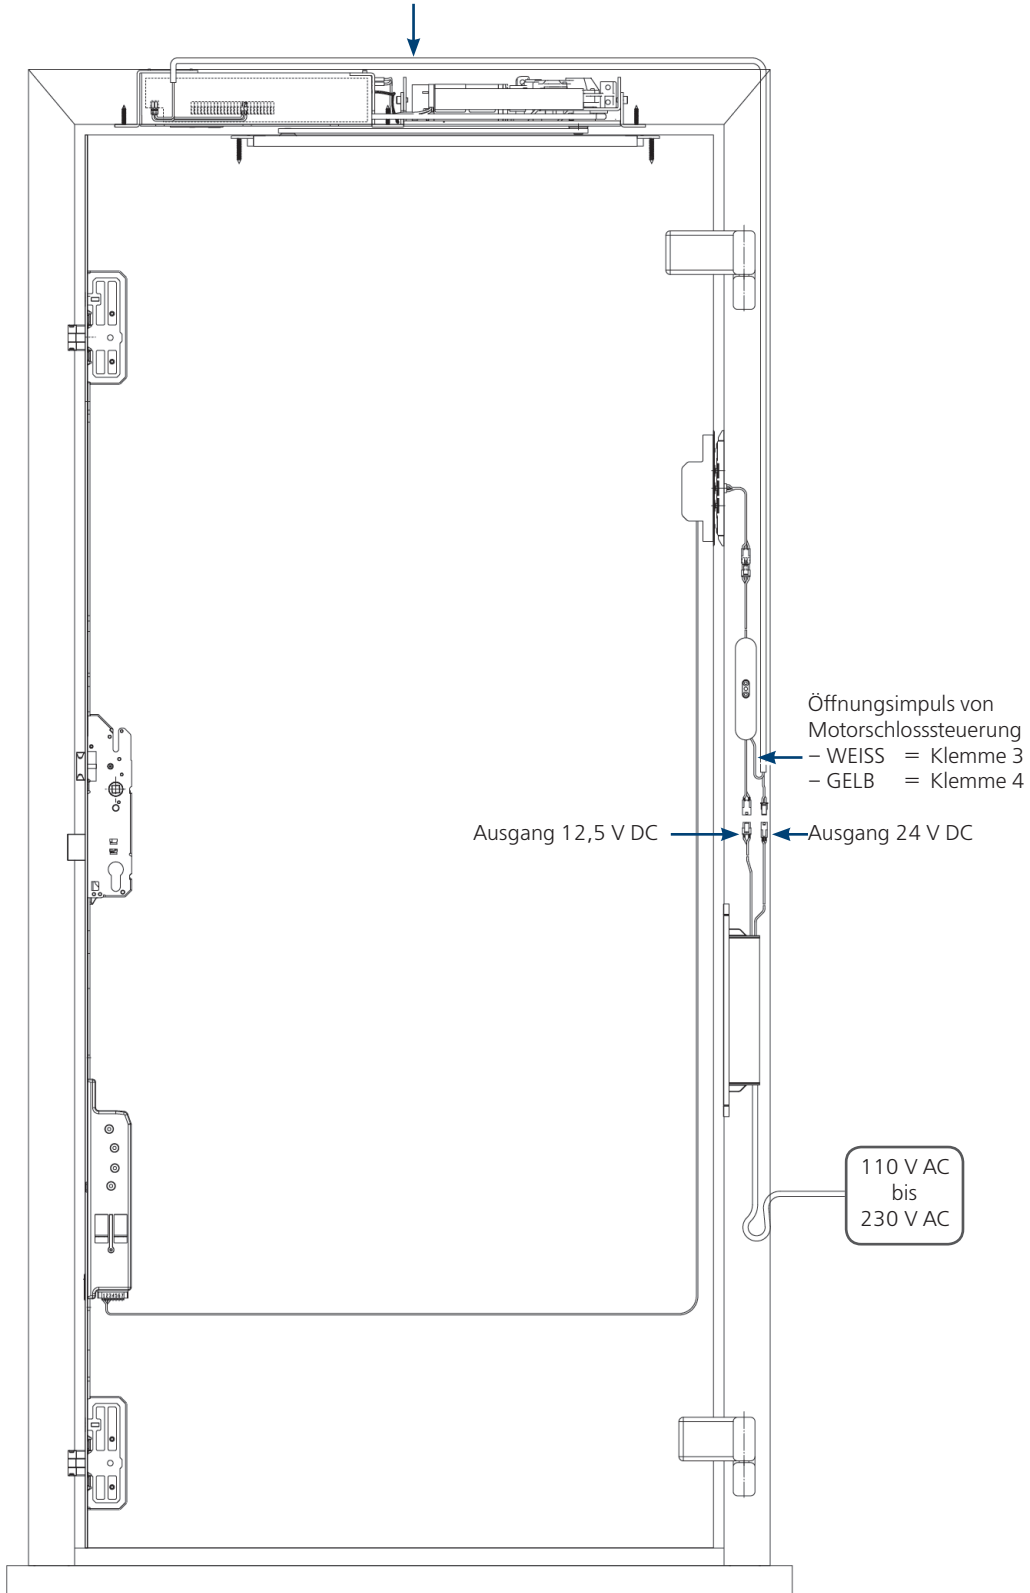 Öffnungsimpuls von
Motorschlosssteuerung
– WEISS = Klemme 3
– GELB = Klemme 4
Ausgang 12,5 V DC
Ausgang 24 V DC
110 V AC
bis
230 V AC